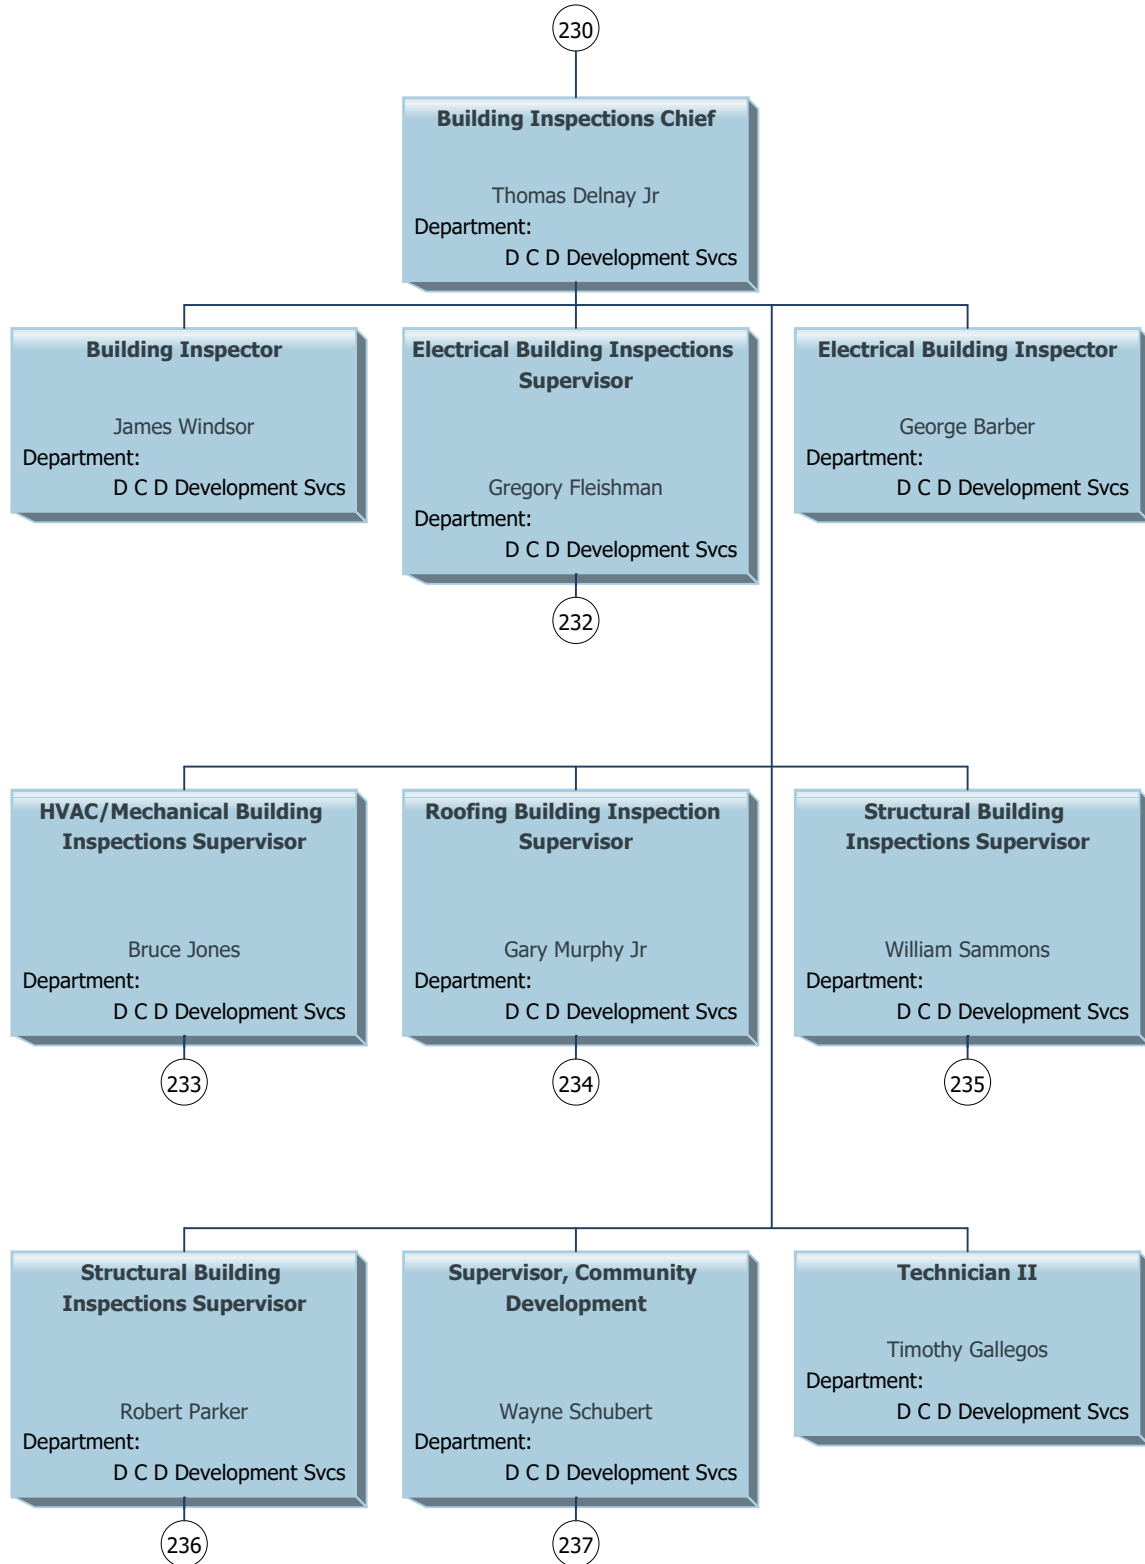 230
Building Inspections Chief
Thomas Delnay Jr
Department:
D C D Development Svcs
Building Inspector
James Windsor
Department:
D C D Development Svcs
Electrical Building Inspections
Supervisor
Gregory Fleishman
Department:
D C D Development Svcs
232
Electrical Building Inspector
George Barber
Department:
D C D Development Svcs
HVAC/Mechanical Building
Inspections Supervisor
Bruce Jones
Department:
D C D Development Svcs
233
Roofing Building Inspection
Supervisor
Gary Murphy Jr
Department:
D C D Development Svcs
234
Structural Building
Inspections Supervisor
William Sammons
Department:
D C D Development Svcs
235
Structural Building
Inspections Supervisor
Robert Parker
Department:
D C D Development Svcs
236
Supervisor, Community
Development
Wayne Schubert
Department:
D C D Development Svcs
237
Technician II
Timothy Gallegos
Department:
D C D Development Svcs